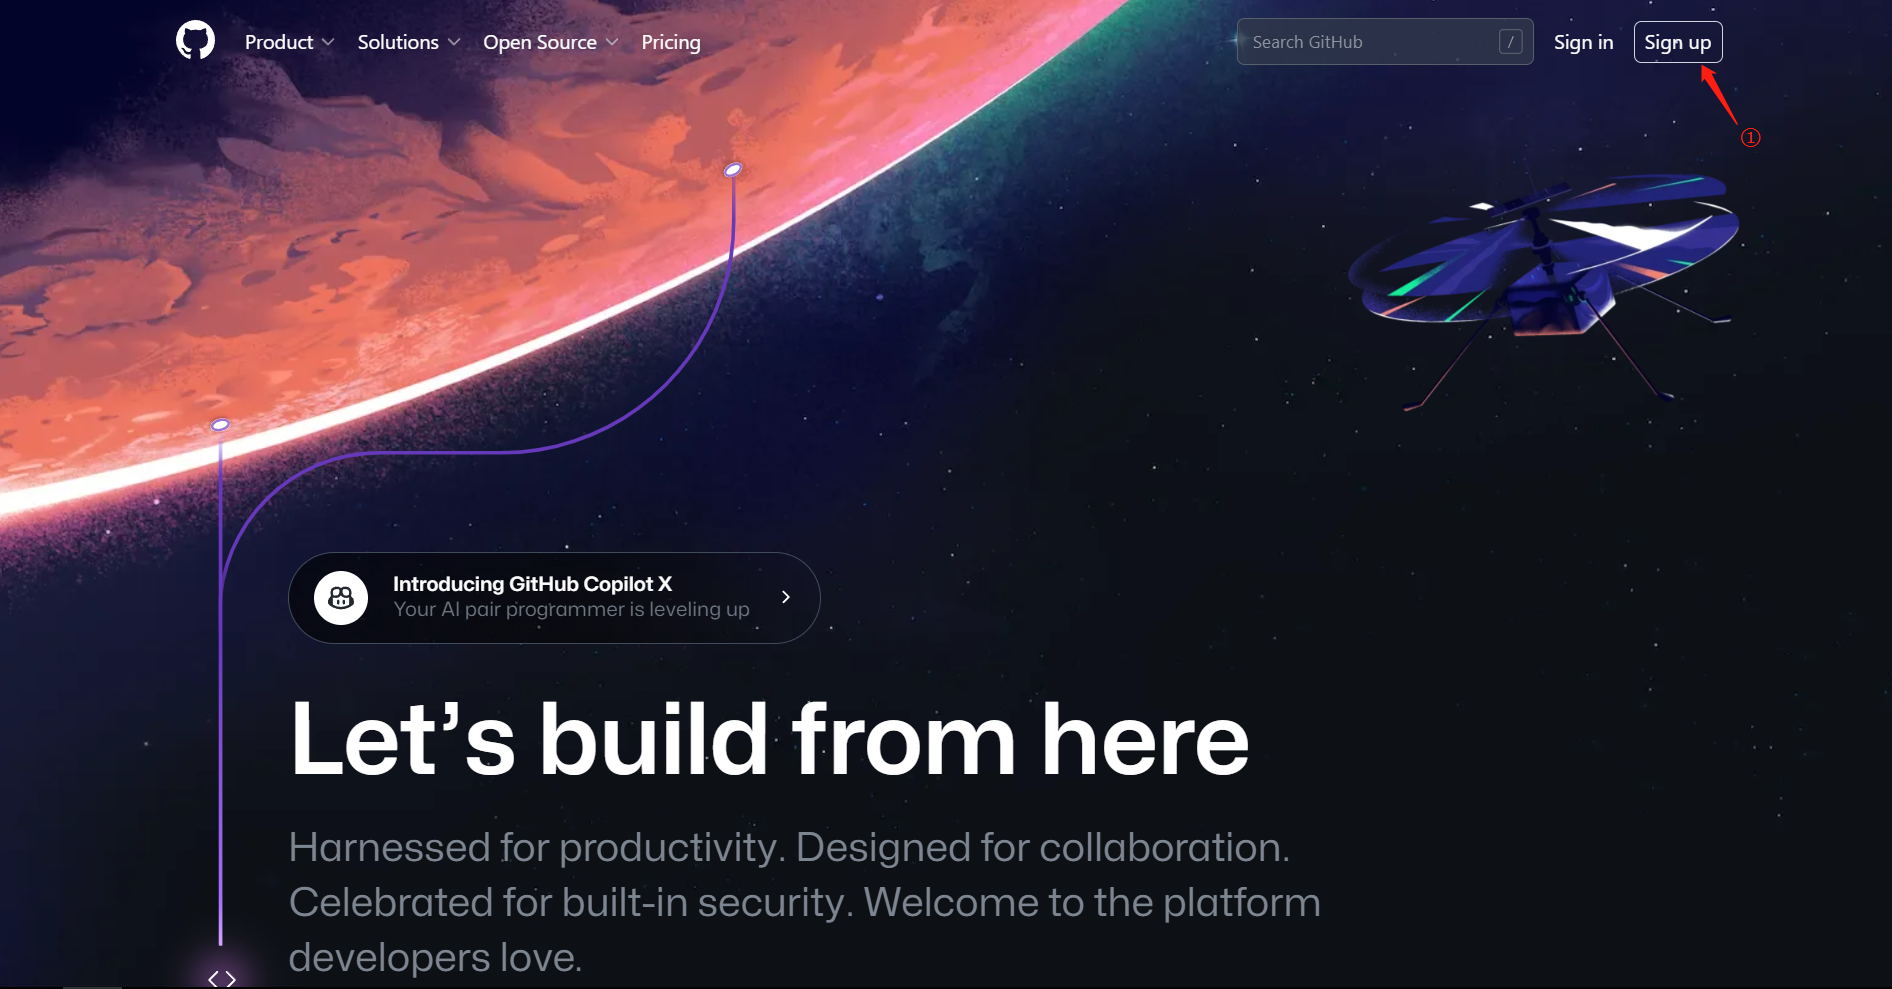 Product Solutions Open Source Pricing Search GitHub / Sign in Sign up
①
Introducing GitHub Copilot X
Your AI pair programmer is leveling up
Let’s build from here
Harnessed for productivity. Designed for collaboration.
Celebrated for built-in security. Welcome to the platform
developers love.